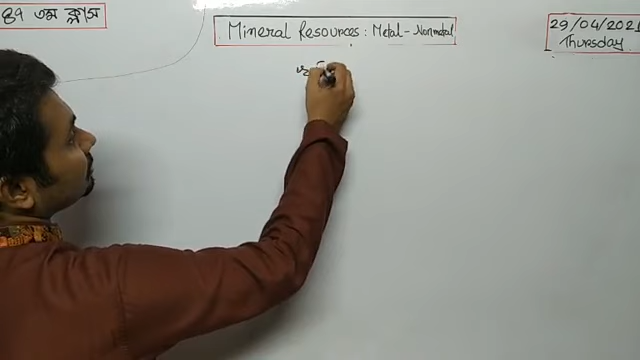 ৪৭ তম ক্লাস
Mineral Resources : Metal - Nonmetal
29/04/2021
Thursday